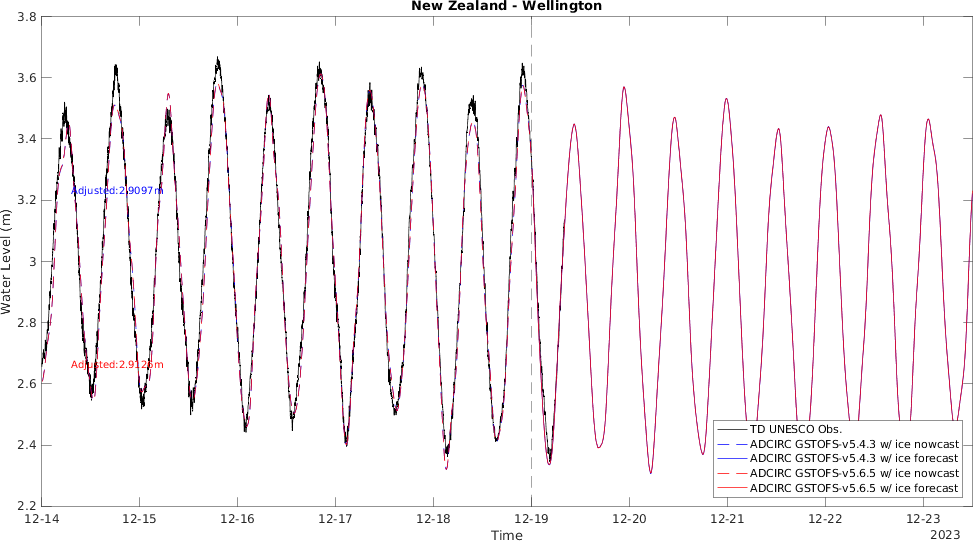 New Zealand - Wellington
3.8
3.6
3.4
3.2
3
2.8
2.6
2.4
2.2
Water Level (m)
Adjusted:2.9097m
Adjusted:2.9126m
TD UNESCO Obs.
ADCIRC GSTOFS-v5.4.3 w/ ice nowcast
ADCIRC GSTOFS-v5.4.3 w/ ice forecast
ADCIRC GSTOFS-v5.6.5 w/ ice nowcast
ADCIRC GSTOFS-v5.6.5 w/ ice forecast
12-14 12-15 12-16 12-17 12-18 12-19 12-20 12-21 12-22 12-23
Time
2023